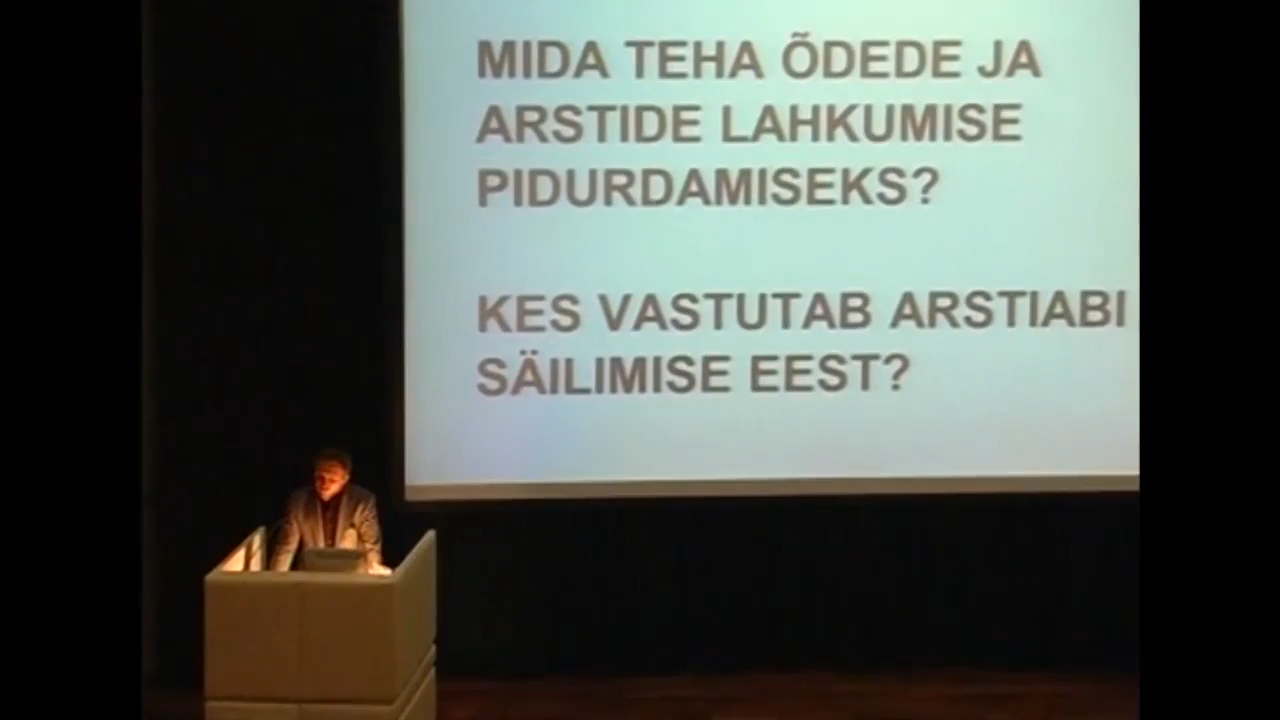 MIDA TEHA ÕDEDE JA
ARSTIDE LAHKUMISE
PIDURDAMISEKS?
KES VASTUTAB ARSTIABI
SÄILIMISE EEST?